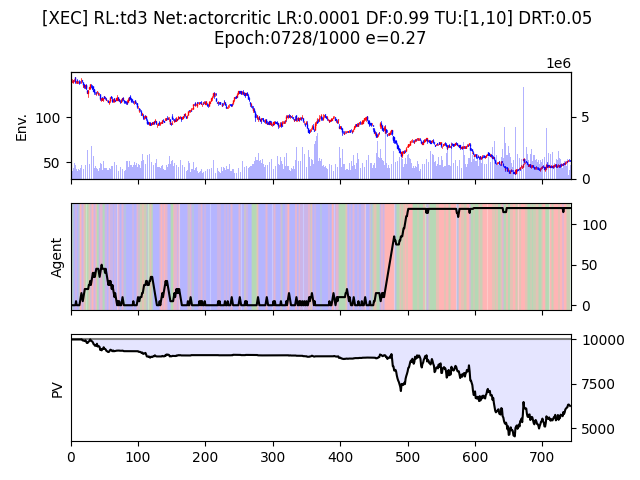 [XEC] RL:td3 Net:actorcritic LR:0.0001 DF:0.99 TU:[1,10] DRT:0.05
Epoch:0728/1000 e=0.27
1e6
Env.
100
50
5
0
Agent
100
50
0
PV
10000
7500
5000
0 100 200 300 400 500 600 700